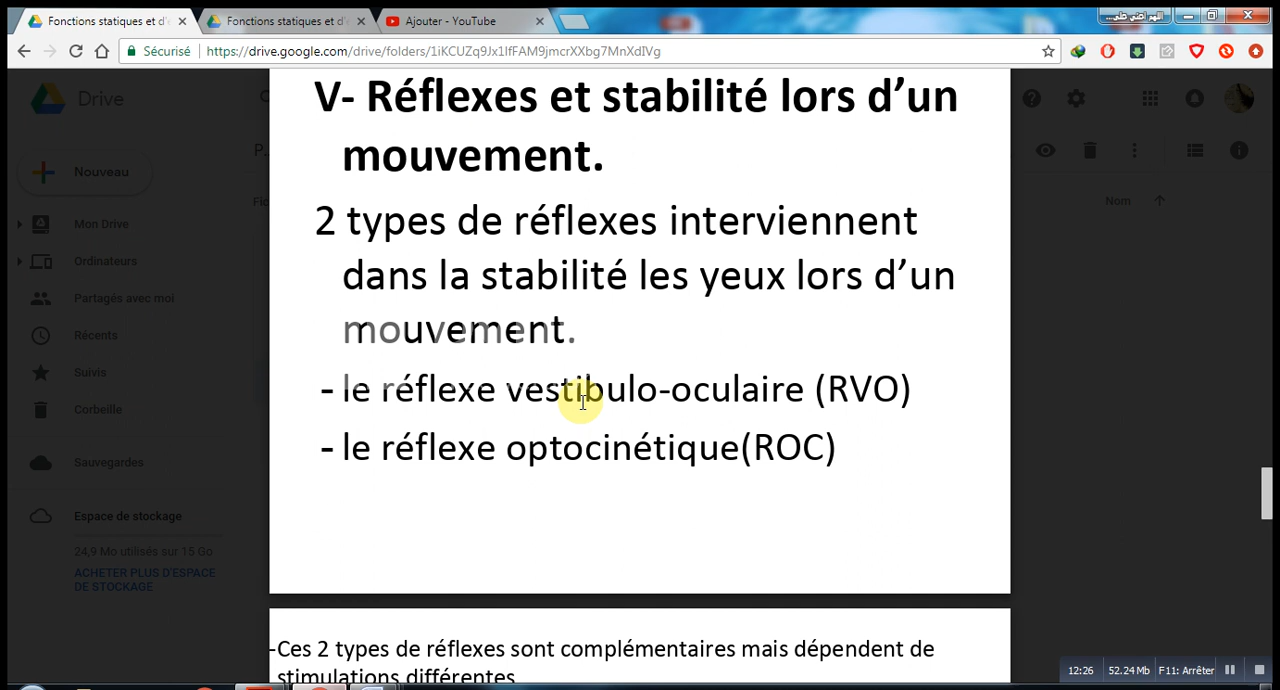 Fonctions statiques et d'
Fonctions statiques et d'
Ajouter - YouTube
Sécurisé
https://drive.google.com/drive/folders/1iKCUZq9Jx1lfFAM9jmcrXXbg7MnXdIVg
Drive
Nouveau
P...
Fic
Nom
Mon Drive
Ordinateurs
Partagés avec moi
Récents
Suivis
Corbeille
Sauvegardes
Espace de stockage
24,9 Mo utilisés sur 15 Go
ACHETER PLUS D'ESPACE
DE STOCKAGE
V- Réflexes et stabilité lors d'un
mouvement.
2 types de réflexes interviennent
dans la stabilité les yeux lors d'un
mouvement.
- le réflexe vestibulo-oculaire (RVO)
- le réflexe optocinétique(ROC)
-Ces 2 types de réflexes sont complémentaires mais dépendent de
stimulations différentes
12:26 52.24 Mb F11: Arrêter